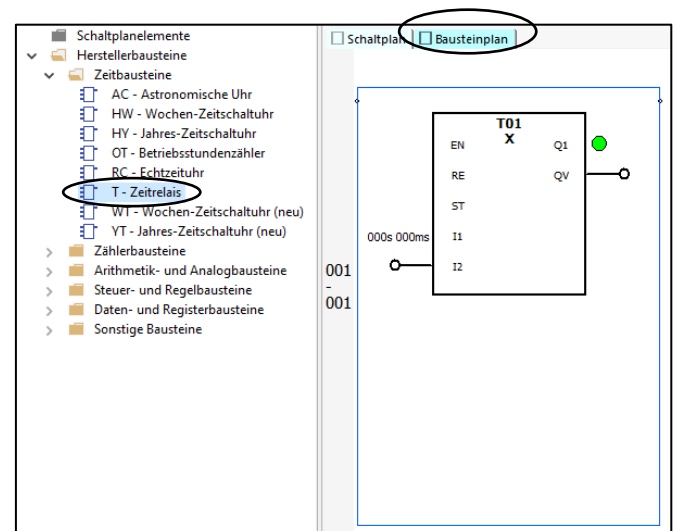 Schaltplanelemente
Herstellerbausteine
Zeitbausteine
AC - Astronomische Uhr
HW - Wochen-Zeitschaltuhr
HY - Jahres-Zeitschaltuhr
OT - Betriebsstundenzähler
RC - Echtzeituhr
T - Zeitrelais
WT - Wochen-Zeitschaltuhr (neu)
YT - Jahres-Zeitschaltuhr (neu)
Zählerbausteine
Arithmetik- und Analogbausteine
Steuer- und Regelbausteine
Daten- und Registerbausteine
Sonstige Bausteine
Schaltplan Bausteinplan
T01
X
EN Q1
RE QV
ST
000s 000ms I1
I2
001
-
001